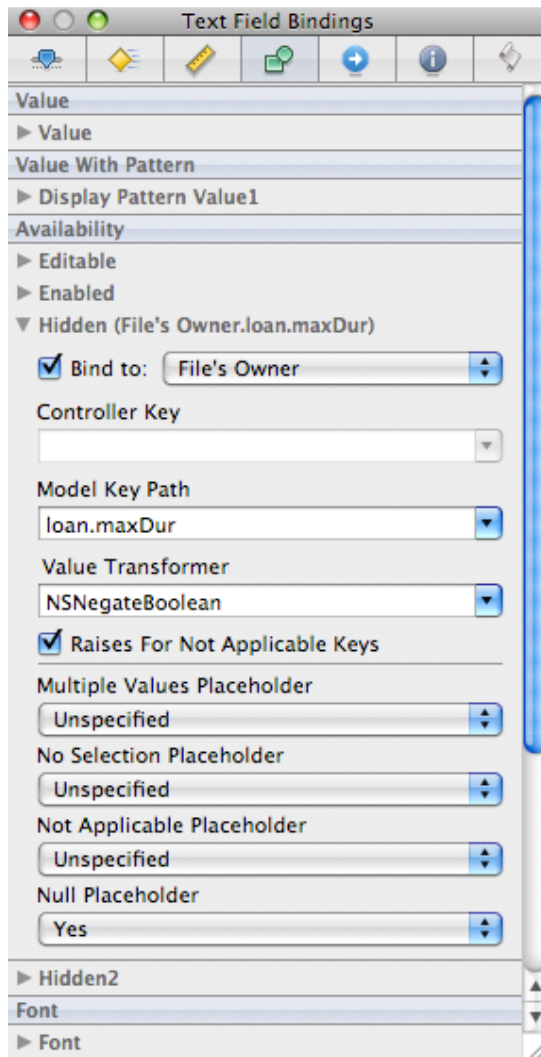 Text Field Bindings
Value
Value
Value With Pattern
Display Pattern Value1
Availability
Editable
Enabled
Hidden (File's Owner.loan.maxDur)
Bind to: File's Owner
Controller Key
Model Key Path
loan.maxDur
Value Transformer
NSNegateBoolean
Raises For Not Applicable Keys
Multiple Values Placeholder
Unspecified
No Selection Placeholder
Unspecified
Not Applicable Placeholder
Unspecified
Null Placeholder
Yes
Hidden2
Font
Font